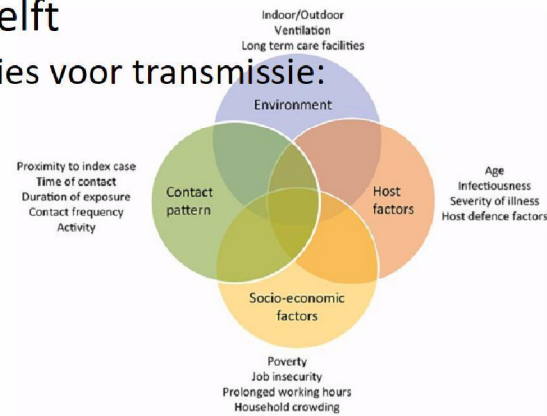 elft
ies voor transmissie:
Indoor/Outdoor
Ventilation
Long term care facilities
Environment
Proximity to index case
Time of contact
Duration of exposure
Contact frequency
Activity
Contact
pattern
Host
factors
Age
Infectiousness
Severity of illness
Host defence factors
Socio-economic
factors
Poverty
Job insecurity
Prolonged working hours
Household crowding